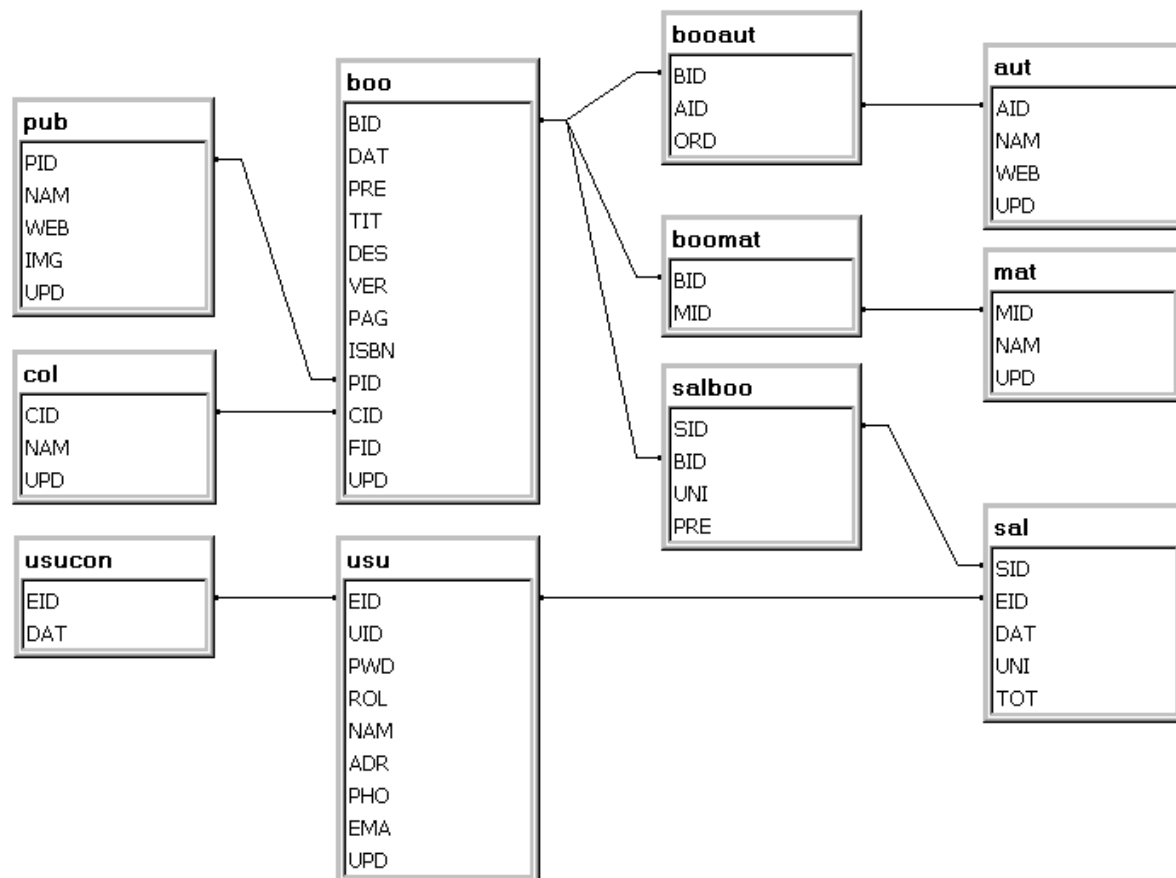 pub
PID
NAM
WEB
IMG
UPD
col
CID
NAM
UPD
usucon
EID
DAT
boo
BID
DAT
PRE
TIT
DES
VER
PAG
ISBN
PID
CID
FID
UPD
usu
EID
UID
PWD
ROL
NAM
ADR
PHO
EMA
UPD
booaut
BID
AID
ORD
boomat
BID
MID
salboo
SID
BID
UNI
PRE
aut
AID
NAM
WEB
UPD
mat
MID
NAM
UPD
sal
SID
EID
DAT
UNI
TOT